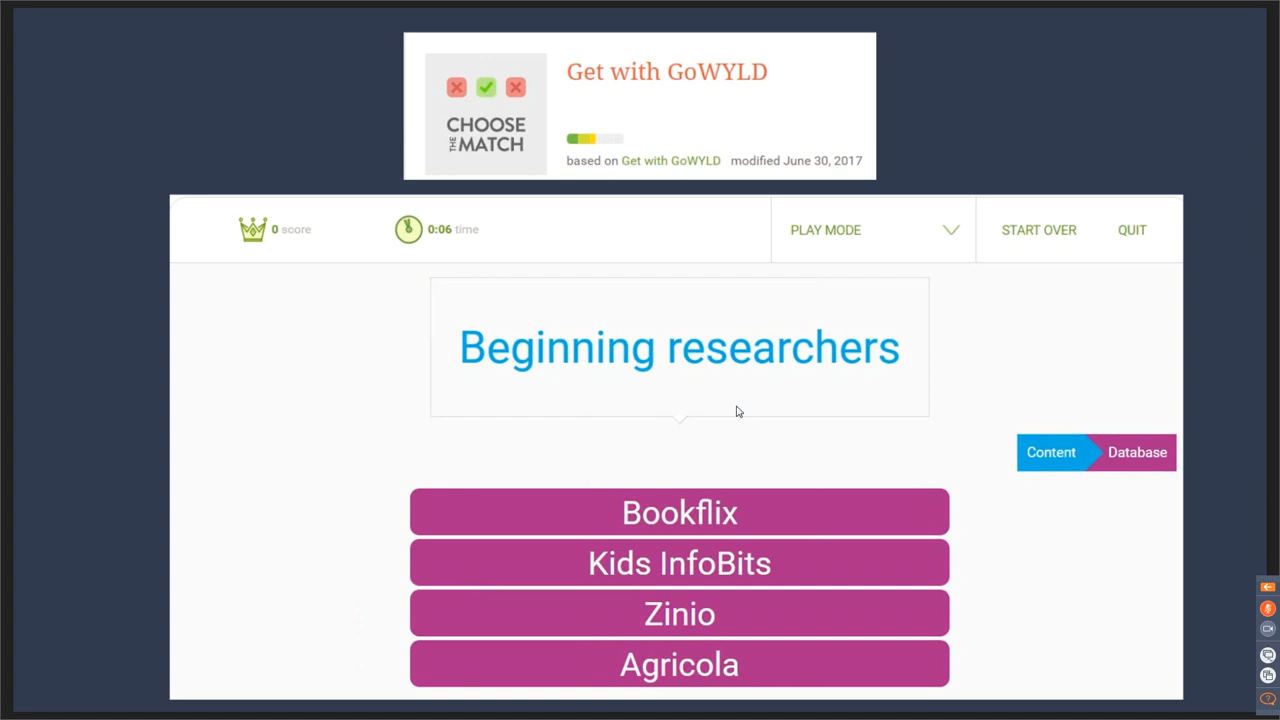 Get with GoWYLD
CHOOSE
THE MATCH
based on Get with GoWYLD modified June 30, 2017
0 score
0:06 time
PLAY MODE
START OVER
QUIT
Beginning researchers
Content
Database
Bookflix
Kids InfoBits
Zinio
Agricola